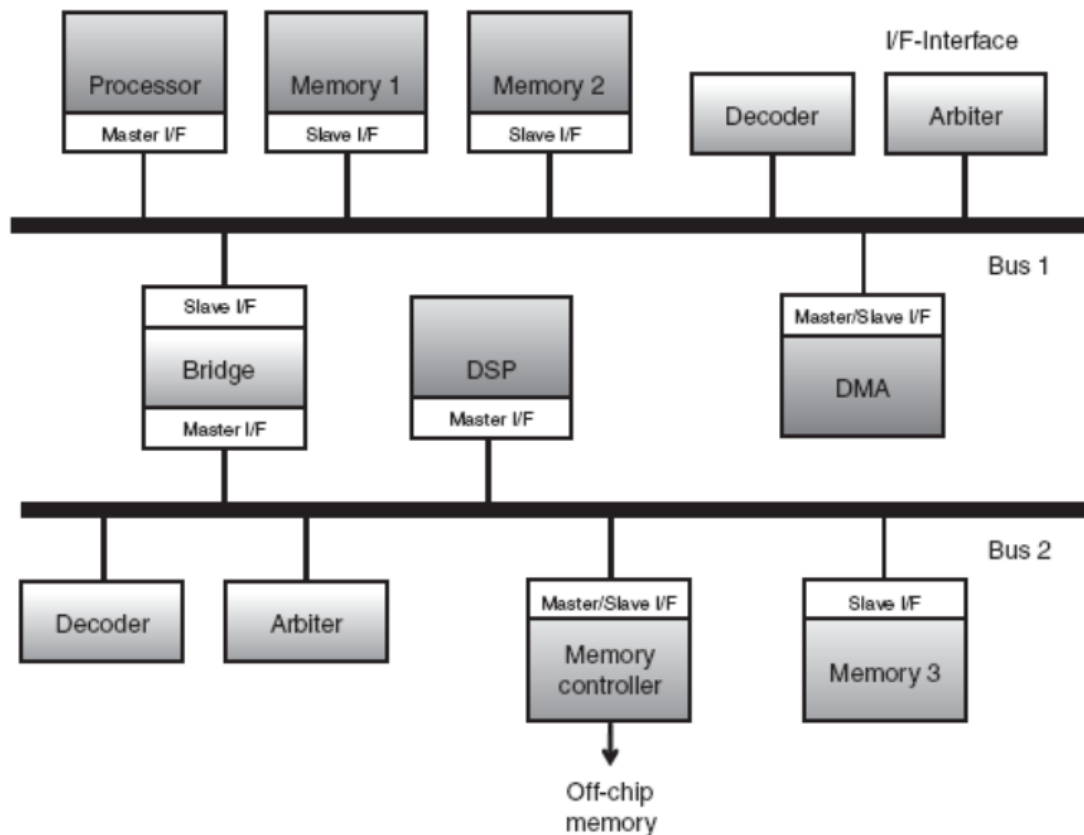 I/F-Interface
Processor
Master I/F
Memory 1
Slave I/F
Memory 2
Slave I/F
Decoder
Arbiter
Bus 1
Slave I/F
Bridge
Master I/F
DSP
Master I/F
Master/Slave I/F
DMA
Bus 2
Decoder
Arbiter
Master/Slave I/F
Memory
controller
Slave I/F
Memory 3
Off-chip
memory